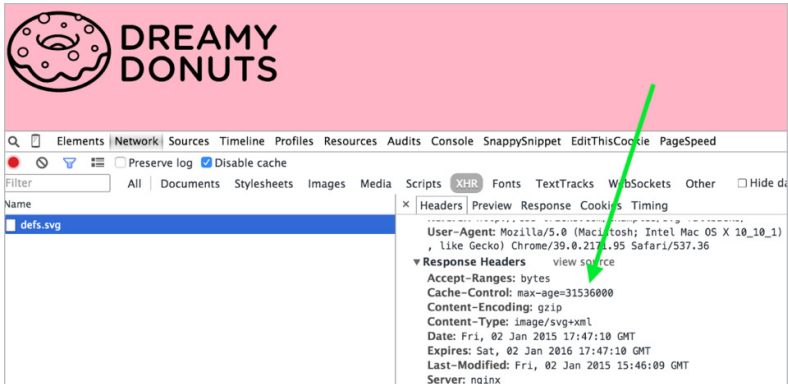 DREAMY
DONUTS
Elements Network Sources Timeline Profiles Resources Audits Console SnappySnippet EditThisCookie PageSpeed
Preserve log Disable cache
Filter All Documents Stylesheets Images Media Scripts XHR Fonts TextTracks WebSockets Other Hide da
Name × Headers Preview Response Cookies Timing
defs.svg
User-Agent: Mozilla/5.0 (Macintosh; Intel Mac OS X 10_10_1)
, like Gecko) Chrome/39.0.2171.95 Safari/537.36
Response Headers view source
Accept-Ranges: bytes
Cache-Control: max-age=31536000
Content-Encoding: gzip
Content-Type: image/svg+xml
Date: Fri, 02 Jan 2015 17:47:10 GMT
Expires: Sat, 02 Jan 2016 17:47:10 GMT
Last-Modified: Fri, 02 Jan 2015 15:46:09 GMT
Server: nginx